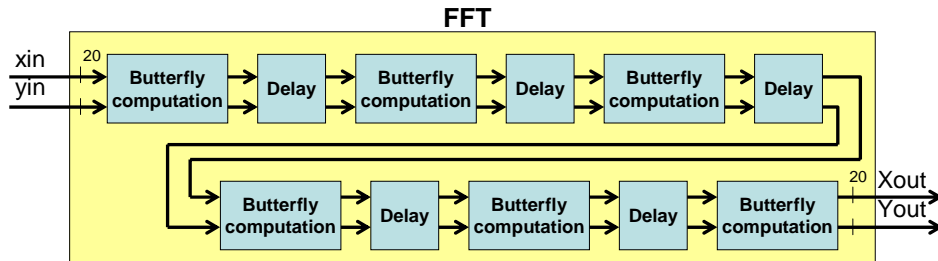 FFT
xin
20
yin
Butterfly
computation
Delay
Butterfly
computation
Delay
Butterfly
computation
Delay
Butterfly
computation
Delay
Butterfly
computation
Delay
Butterfly
computation
20
Xout
Yout